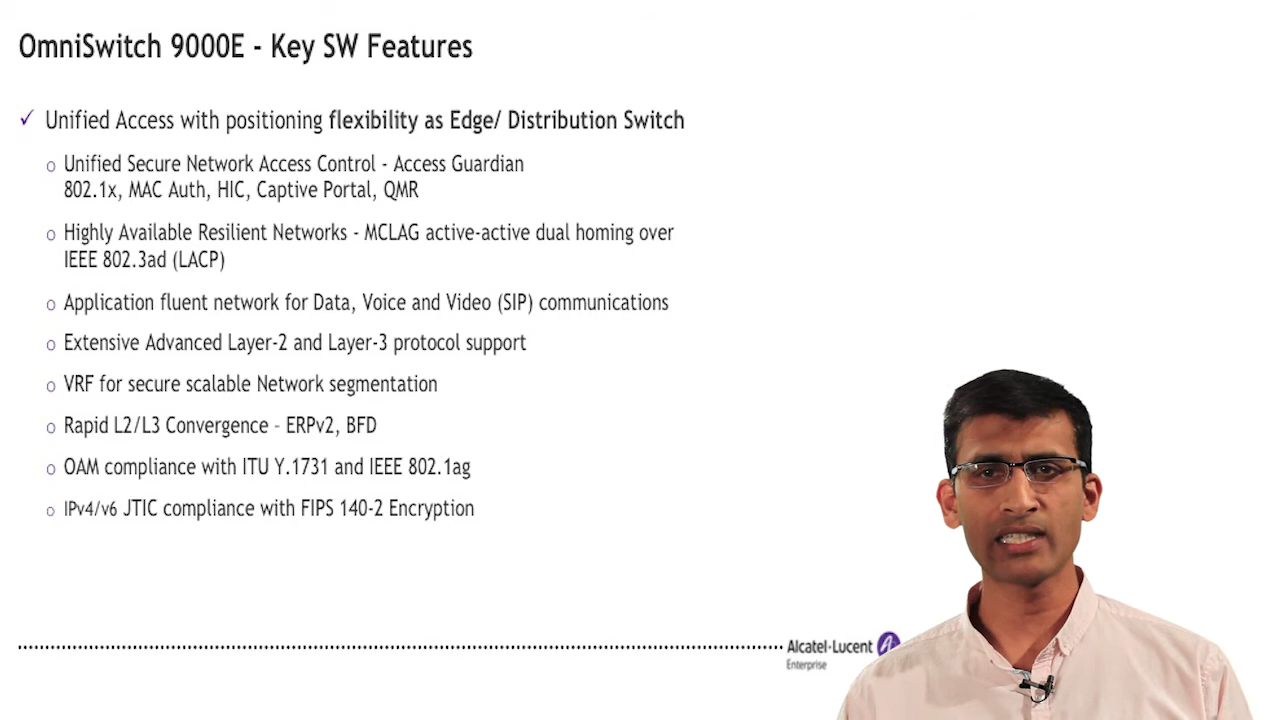 OmniSwitch 9000E - Key SW Features
✓ Unified Access with positioning flexibility as Edge/ Distribution Switch
o Unified Secure Network Access Control - Access Guardian
802.1x, MAC Auth, HIC, Captive Portal, QMR
o Highly Available Resilient Networks - MCLAG active-active dual homing over
IEEE 802.3ad (LACP)
o Application fluent network for Data, Voice and Video (SIP) communications
o Extensive Advanced Layer-2 and Layer-3 protocol support
o VRF for secure scalable Network segmentation
o Rapid L2/L3 Convergence – ERPv2, BFD
o OAM compliance with ITU Y.1731 and IEEE 802.1ag
o IPv4/v6 JTIC compliance with FIPS 140-2 Encryption
Alcatel·Lucent
Enterprise